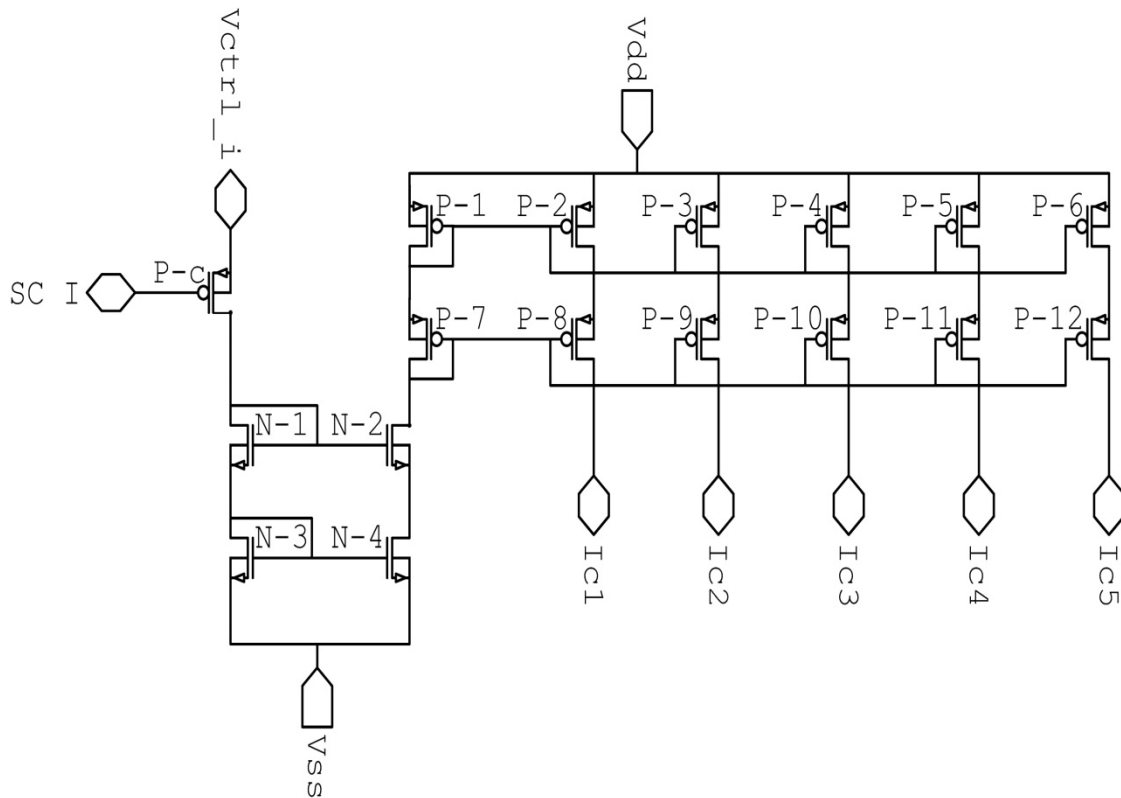 Vctrl_i
Vdd
P-1
P-2
P-3
P-4
P-5
P-6
P-c
SC I
P-7
P-8
P-9
P-10
P-11
P-12
N-1
N-2
N-3
N-4
Ic1
Ic2
Ic3
Ic4
Ic5
Vss